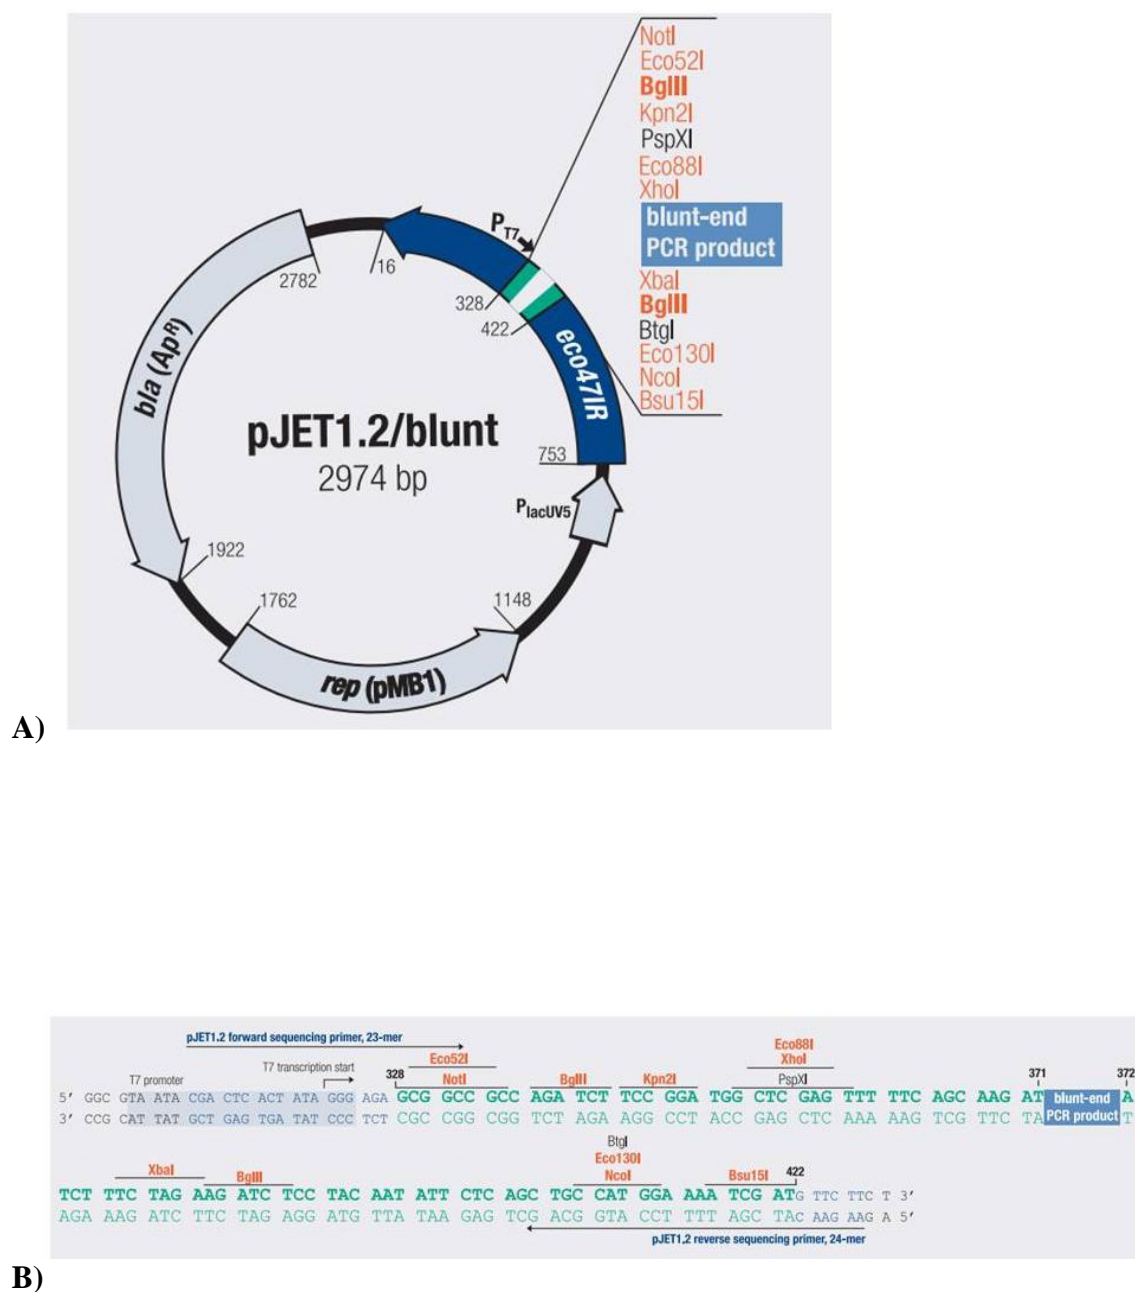 NotI
Eco52I
BglII
Kpn2I
PspXI
Eco88I
XhoI
blunt-end
PCR product
XbaI
BglII
BtgI
Eco130I
NcoI
Bsu15I
PT7
16
2782
328
422
eco47IR
bla (ApR)
pJET1.2/blunt
2974 bp
753
PlacUV5
1922
1762
1148
rep (pMB1)
A)
pJET1.2 forward sequencing primer, 23-mer
Eco88I
Eco52I
XhoI
T7 transcription start
T7 promoter
328
NotI
BglII
Kpn2I
PspXI
371
372
5' GGC GTA ATA CGA CTC ACT ATA GGG AGA GCG GCC GCC AGA TCT TCC GGA TGG CTC GAG TTT TTC AGC AAG AT blunt-end A
3' CCG CAT TAT GCT GAG TGA TAT CCC TCT CGC CGG CGG TCT AGA AGG CCT ACC GAG CTC AAA AAG TCG TTC TA PCR product T
BtgI
Eco130I
XbaI
BglII
NcoI
Bsu15I
422
TCT TTC TAG AAG ATC TCC TAC AAT ATT CTC AGC TGC CAT GGA AAA TCG ATG TTC TTC T 3'
AGA AAG ATC TTC TAG AGG ATG TTA TAA GAG TCG ACG GTA CCT TTT AGC TAC AAG AAG A 5'
pJET1.2 reverse sequencing primer, 24-mer
B)